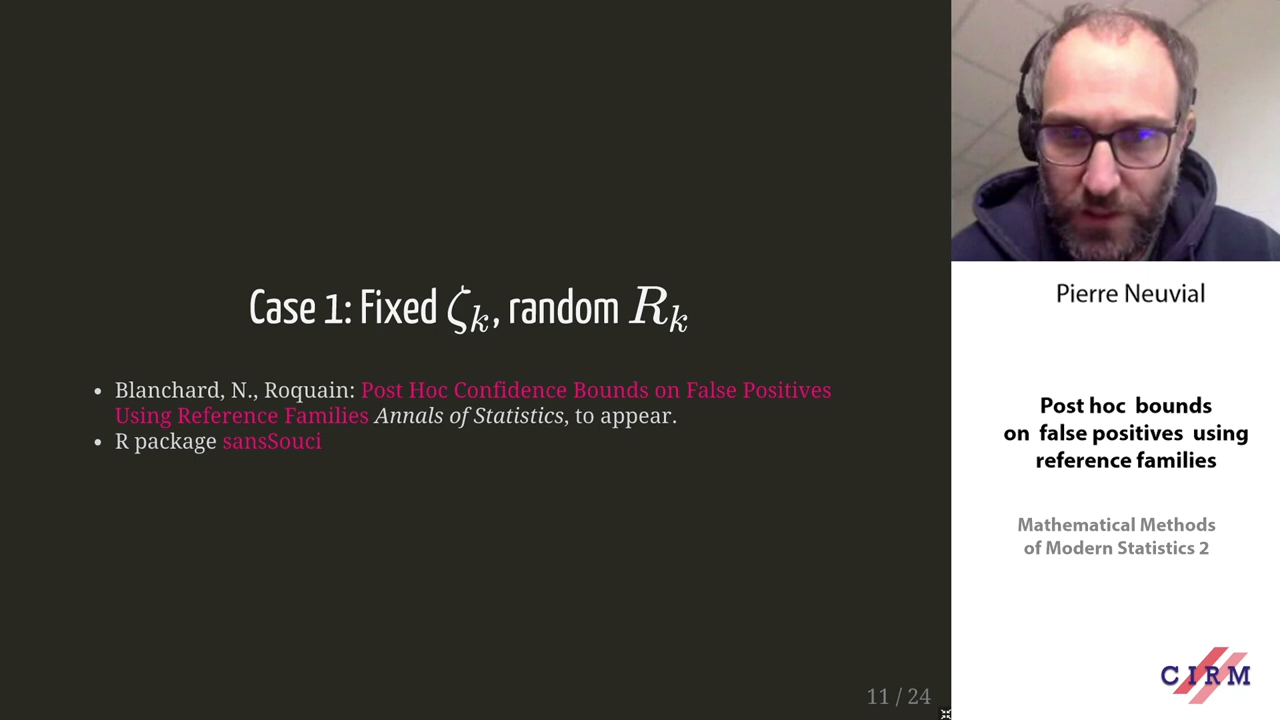 Case 1: Fixed ζₖ, random Rₖ
• Blanchard, N., Roquain: Post Hoc Confidence Bounds on False Positives
Using Reference Families Annals of Statistics, to appear.
• R package sansSouci
11 / 24
Pierre Neuvial
Post hoc bounds
on false positives using
reference families
Mathematical Methods
of Modern Statistics 2
CIRM